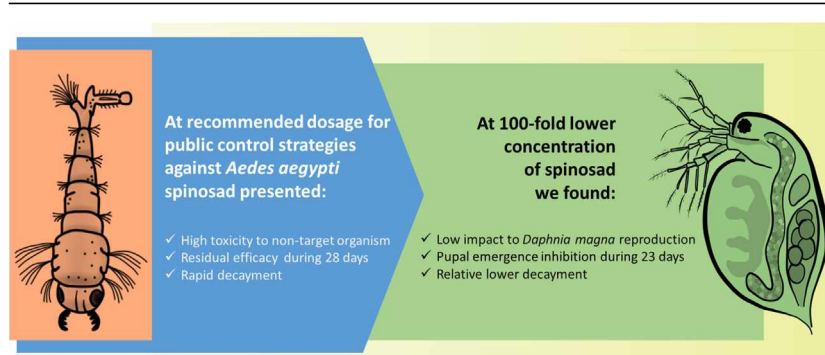 At recommended dosage for
public control strategies
against Aedes aegypti
spinosad presented:
✓ High toxicity to non-target organism
✓ Residual efficacy during 28 days
✓ Rapid decayment
At 100-fold lower
concentration
of spinosad
we found:
✓ Low impact to Daphnia magna reproduction
✓ Pupal emergence inhibition during 23 days
✓ Relative lower decayment